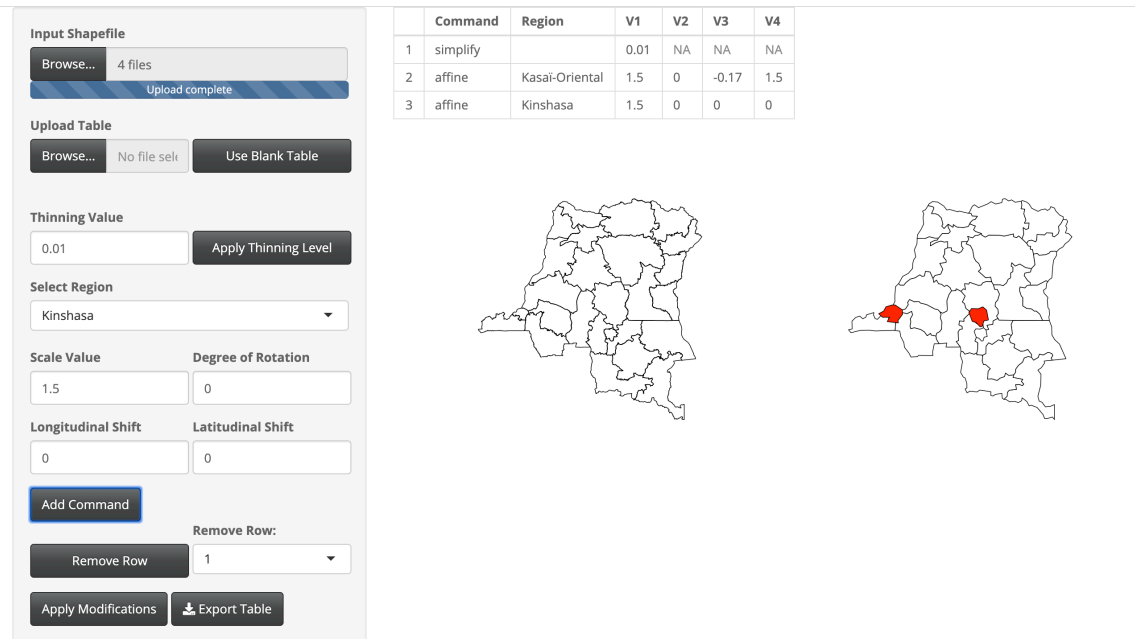 Input Shapefile
Browse... 4 files
Upload complete
Upload Table
Browse... No file sele Use Blank Table
Thinning Value
0.01 Apply Thinning Level
Select Region
Kinshasa
Scale Value Degree of Rotation
1.5 0
Longitudinal Shift Latitudinal Shift
0 0
Add Command
Remove Row:
Remove Row 1
Apply Modifications Export Table
Command Region V1 V2 V3 V4
1 simplify 0.01 NA NA NA
2 affine Kasaï-Oriental 1.5 0 -0.17 1.5
3 affine Kinshasa 1.5 0 0 0